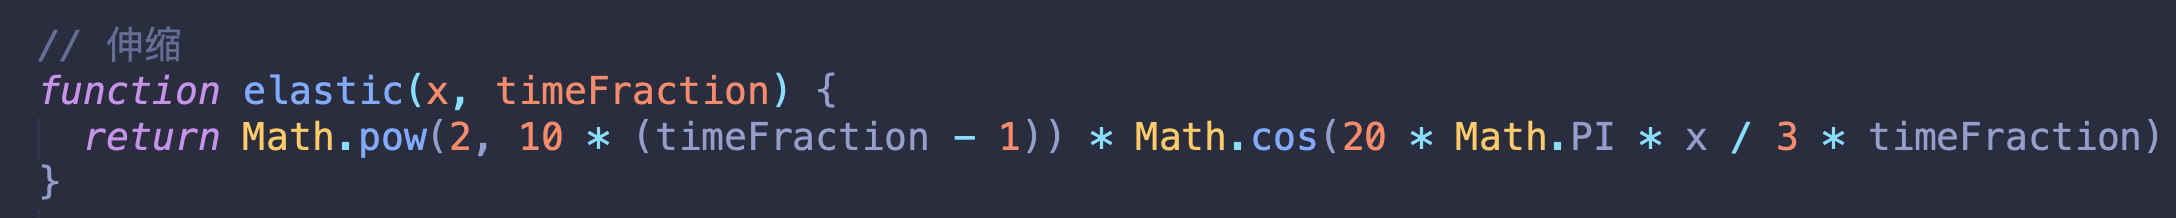 // 伸缩
function elastic(x, timeFraction) {
  return Math.pow(2, 10 * (timeFraction - 1)) * Math.cos(20 * Math.PI * x / 3 * timeFraction)
}